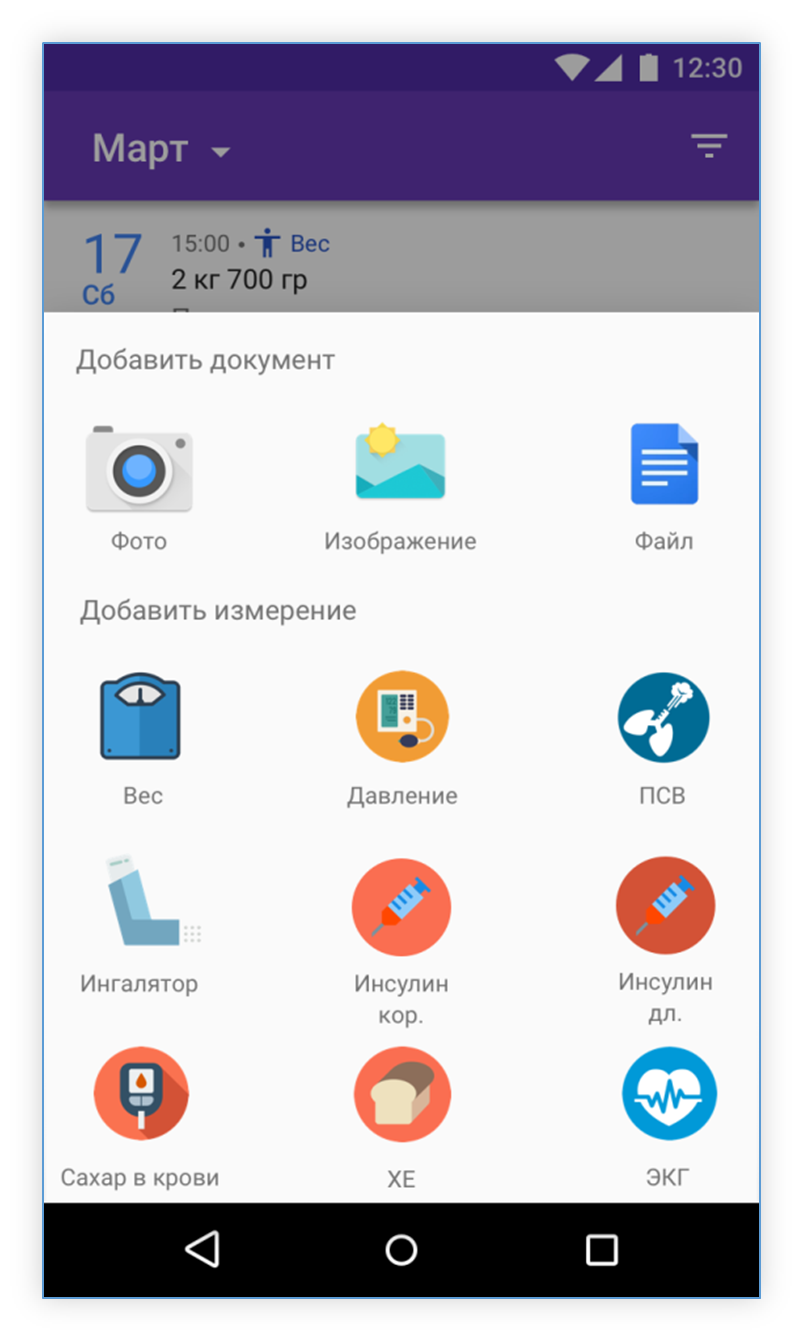 12:30
Март
17
Сб
15:00 • Вес
2 кг 700 гр
Добавить документ
Фото
Изображение
Файл
Добавить измерение
Вес
Давление
ПСВ
Ингалятор
Инсулин
кор.
Инсулин
дл.
Сахар в крови
ХЕ
ЭКГ